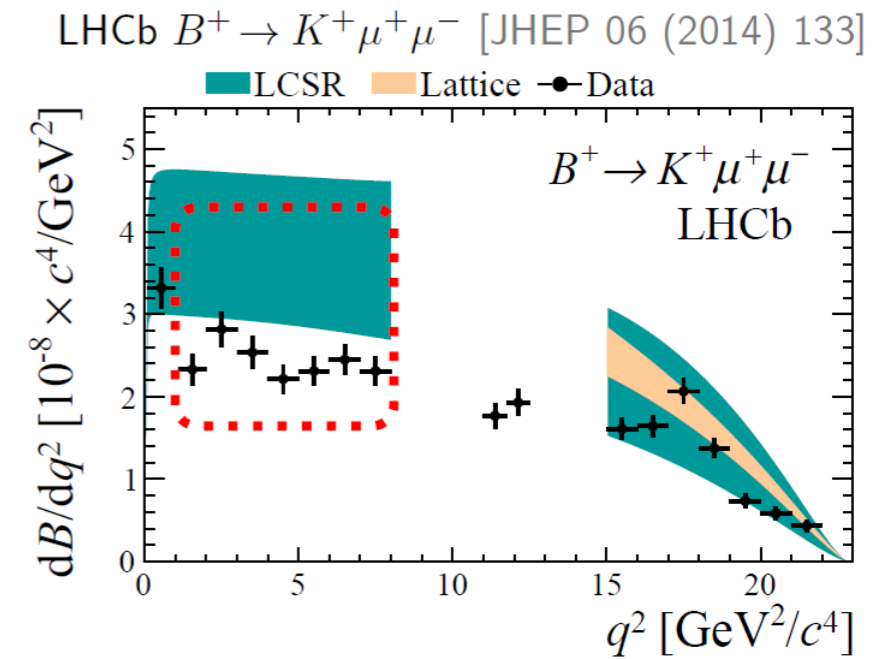 LHCb B⁺ → K⁺μ⁺μ⁻ [JHEP 06 (2014) 133]
LCSR Lattice Data
dB/dq² [10⁻⁸ × c⁴/GeV²]
B⁺→ K⁺μ⁺μ⁻
LHCb
5
4
3
2
1
0
0 5 10 15 20
q² [GeV²/c⁴]